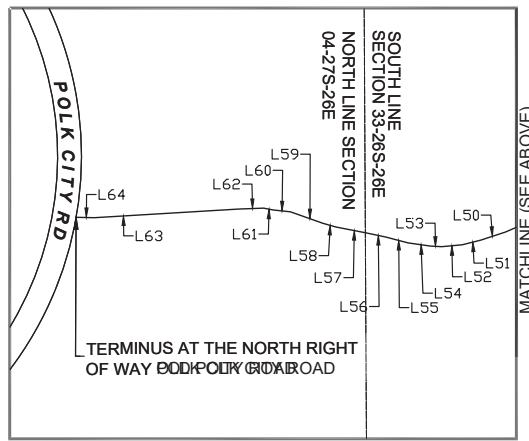 POLK CITY RD
NORTH LINE SECTION
04-27S-26E
SOUTH LINE
SECTION 33-26S-26E
MATCHLINE (SEE ABOVE)
L64
L63
L62
L61
L60
L59
L58
L57
L56
L55
L54
L53
L52
L51
L50
TERMINUS AT THE NORTH RIGHT
OF WAY ROAD